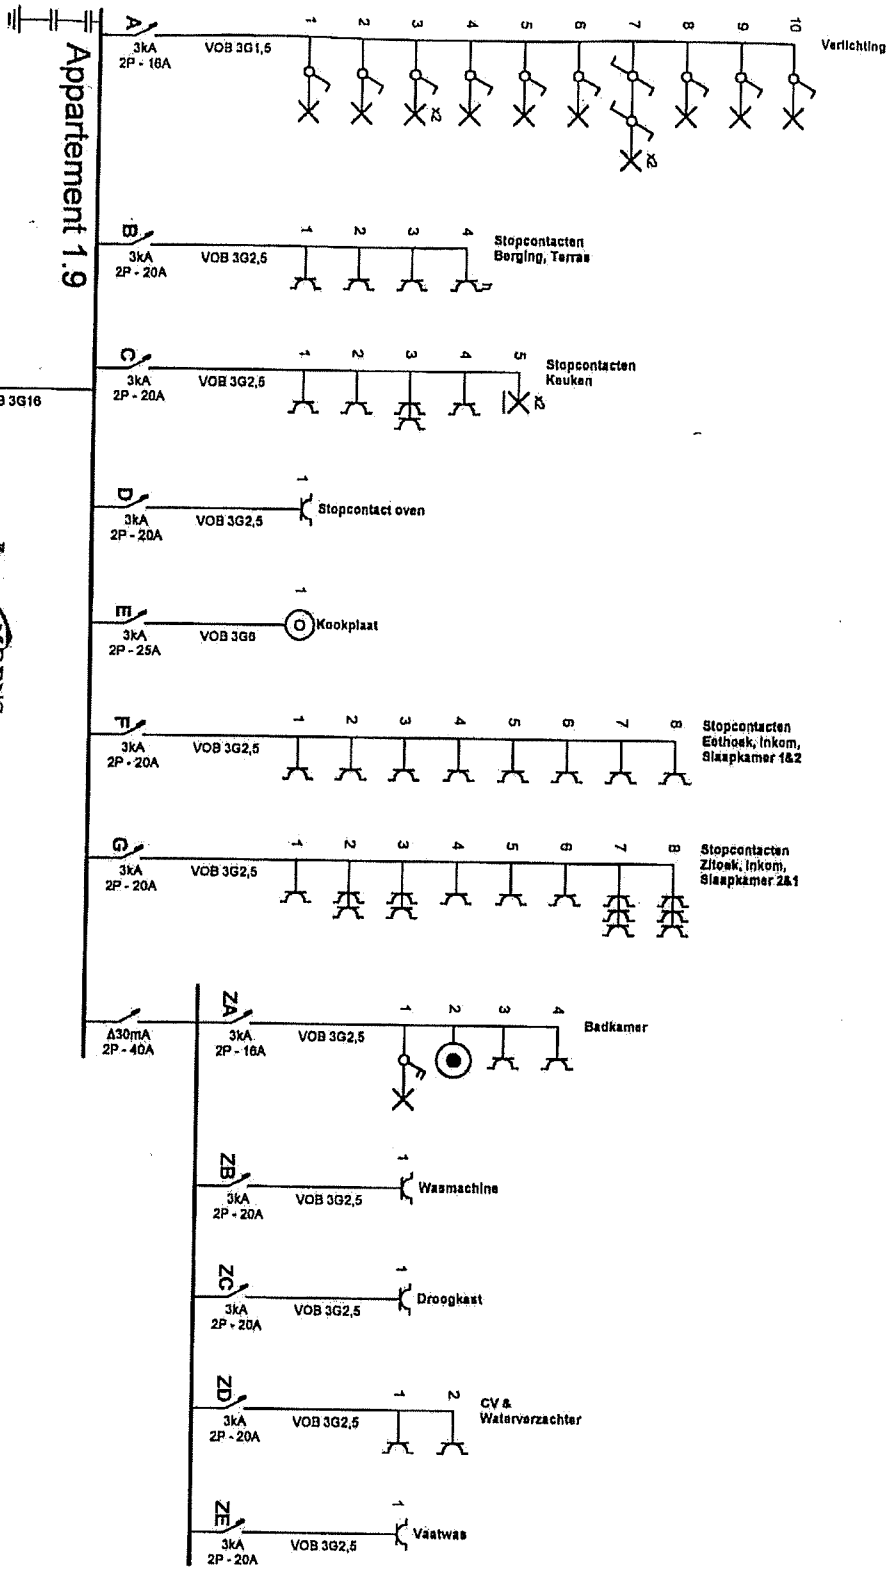 A
3kA
2P - 16A
VOB 3G1,5
1 2 3 4 5 6 7 8 9 10
x2
x2
Verlichting
Appartement 1.9
B
3kA
2P - 20A
VOB 3G2,5
1 2 3 4
Stopcontacten
Berging, Terras
C
3kA
2P - 20A
VOB 3G2,5
1 2 3 4 5
x2
Stopcontacten
Keuken
3G16
D
3kA
2P - 20A
VOB 3G2,5
1
Stopcontact oven
E
3kA
2P - 25A
VOB 3G6
1
Kookplaat
F
3kA
2P - 20A
VOB 3G2,5
1 2 3 4 5 6 7 8
Stopcontacten
Eethoek, Inkom,
Slaapkamer 1&2
G
3kA
2P - 20A
VOB 3G2,5
1 2 3 4 5 6 7 8
Stopcontacten
Zitoek, Inkom,
Slaapkamer 2&1
Δ30mA
2P - 40A
ZA
3kA
2P - 16A
VOB 3G2,5
1 2 3 4
Badkamer
ZB
3kA
2P - 20A
VOB 3G2,5
1
Wasmachine
ZC
3kA
2P - 20A
VOB 3G2,5
1
Droogkast
ZD
3kA
2P - 20A
VOB 3G2,5
1 2
CV &
Waterverzachter
ZE
3kA
2P - 20A
VOB 3G2,5
1
Vaatwas